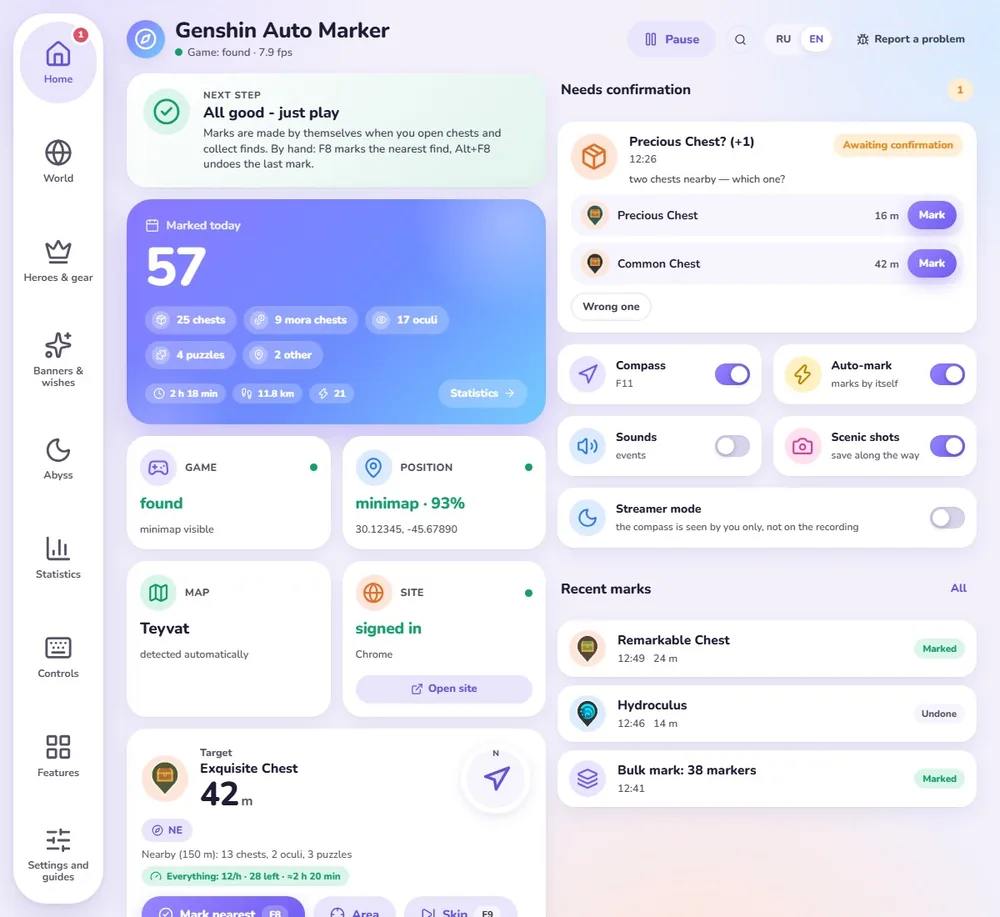 1
Home
World
Heroes & gear
Banners &
wishes
Abyss
Statistics
Controls
Features
Settings and
guides
Genshin Auto Marker
Game: found · 7.9 fps
Pause
RU
EN
Report a problem
NEXT STEP
All good - just play
Marks are made by themselves when you open chests and
collect finds. By hand: F8 marks the nearest find, Alt+F8
undoes the last mark.
Marked today
57
25 chests
9 mora chests
17 oculi
4 puzzles
2 other
2 h 18 min
11.8 km
21
Statistics →
GAME
found
minimap visible
POSITION
minimap · 93%
30.12345, -45.67890
MAP
Teyvat
detected automatically
SITE
signed in
Chrome
Open site
Target
Exquisite Chest
42 m
N
NE
Nearby (150 m): 13 chests, 2 oculi, 3 puzzles
Everything: 12/h · 28 left · ≈2 h 20 min
Mark nearest F8
Area
Skip F9
Needs confirmation
1
Precious Chest? (+1)
Awaiting confirmation
12:26
two chests nearby — which one?
Precious Chest
16 m
Mark
Common Chest
42 m
Mark
Wrong one
Compass
F11
Auto-mark
marks by itself
Sounds
events
Scenic shots
save along the way
Streamer mode
the compass is seen by you only, not on the recording
Recent marks
All
Remarkable Chest
12:49 24 m
Marked
Hydroculus
12:46 14 m
Undone
Bulk mark: 38 markers
12:41
Marked